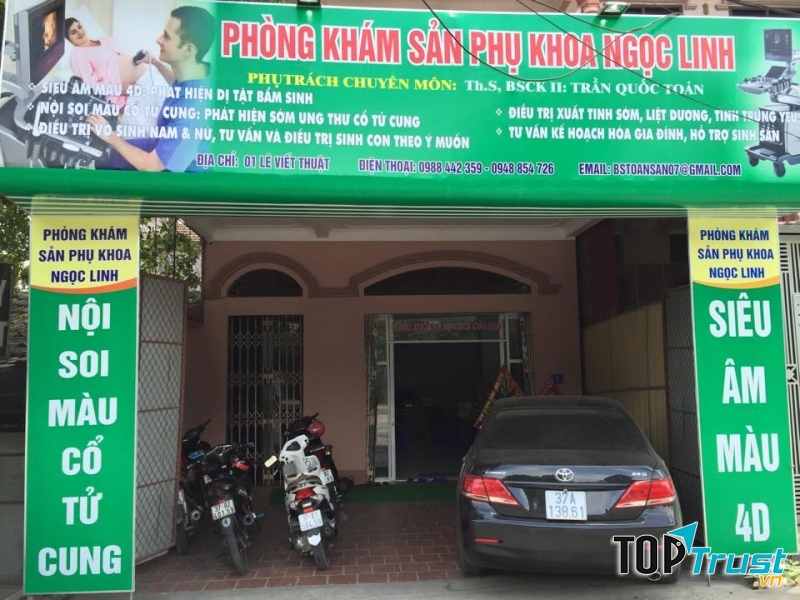 PHÒNG KHÁM SẢN PHỤ KHOA NGỌC LINH
PHỤ TRÁCH CHUYÊN MÔN: Th.S, BSCK II: TRẦN QUỐC TOẢN
* SIÊU ÂM MÀU 4D: PHÁT HIỆN DỊ TẬT BẨM SINH
* NỘI SOI MÀU CỔ TỬ CUNG: PHÁT HIỆN SỚM UNG THƯ CỔ TỬ CUNG
* ĐIỀU TRỊ VÔ SINH NAM & NỮ, TƯ VẤN VÀ ĐIỀU TRỊ SINH CON THEO Ý MUỐN
* ĐIỀU TRỊ XUẤT TINH SỚM, LIỆT DƯƠNG, TINH TRÙNG YẾU
* TƯ VẤN KẾ HOẠCH HÓA GIA ĐÌNH, HỖ TRỢ SINH SẢN
ĐỊA CHỈ: 01 LÊ VIẾT THUẬT ĐIỆN THOẠI: 0988 442 359 - 0948 854 726 EMAIL: BSTOANSAN07@GMAIL.COM
PHÒNG KHÁM
SẢN PHỤ KHOA
NGỌC LINH
NỘI
SOI
MÀU
CỔ
TỬ
CUNG
PHÒNG KHÁM
SẢN PHỤ KHOA
NGỌC LINH
SIÊU
ÂM
MÀU
4D
CAMRY
2.4G
37A
138.61
TOPTrust.vn